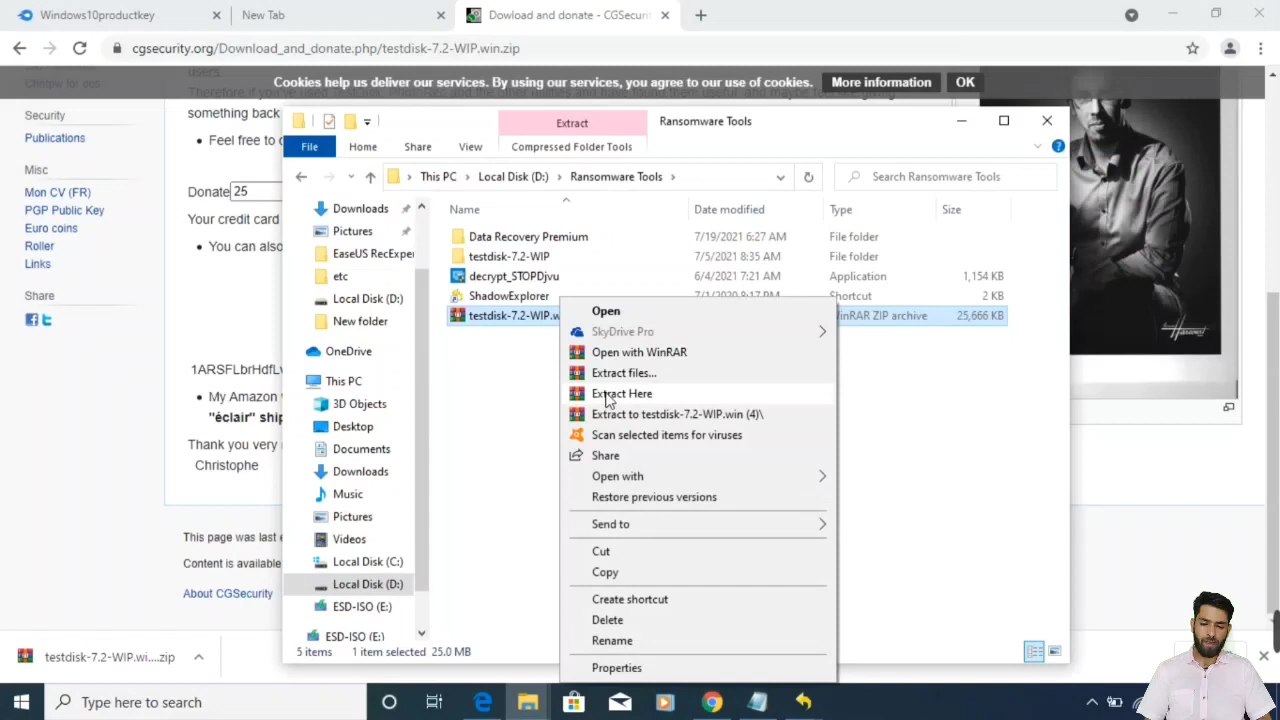 Windows10productkey
New Tab
Dowload and donate - CGSecuri
cgsecurity.org/Download_and_donate.php/testdisk-7.2-WIP.win.zip
Cookies help us deliver our services. By using our services, you agree to our use of cookies.
More information
OK
users.
something back
Security
Publications
• Feel free to
Misc
Mon CV (FR)
PGP Public Key
Euro coins
Roller
Links
Share
Donate 25
Your credit card
• You can also
1ARSFLbrHdfLv
• My Amazon
"éclair" ship
Thank you very
Christophe
This page was last
Content is available
About CGSecurity
Extract
Ransomware Tools
File
Home
Share
View
Compressed Folder Tools
This PC
Local Disk (D:)
Ransomware Tools
Search Ransomware Tools
Downloads
Pictures
EaseUS RecExper
etc
Local Disk (D:)
New folder
OneDrive
This PC
3D Objects
Desktop
Documents
Downloads
Music
Pictures
Videos
Local Disk (C:)
Local Disk (D:)
ESD-ISO (E:)
ESD-ISO (E:)
Name Date modified Type Size
Data Recovery Premium 7/19/2021 6:27 AM File folder
testdisk-7.2-WIP 7/5/2021 8:35 AM File folder
decrypt_STOPDjvu 6/4/2021 7:21 AM Application 1,154 KB
ShadowExplorer 7/1/2020 8:17 PM Shortcut 2 KB
testdisk-7.2-WIP.w WinRAR ZIP archive 25,666 KB
Open
SkyDrive Pro
Open with WinRAR
Extract files...
Extract Here
Extract to testdisk-7.2-WIP.win (4)\
Scan selected items for viruses
Share
Open with
Restore previous versions
Send to
Cut
Copy
Create shortcut
Delete
Rename
Properties
5 items 1 item selected 25.0 MB
testdisk-7.2-WIP.wi....zip
Type here to search